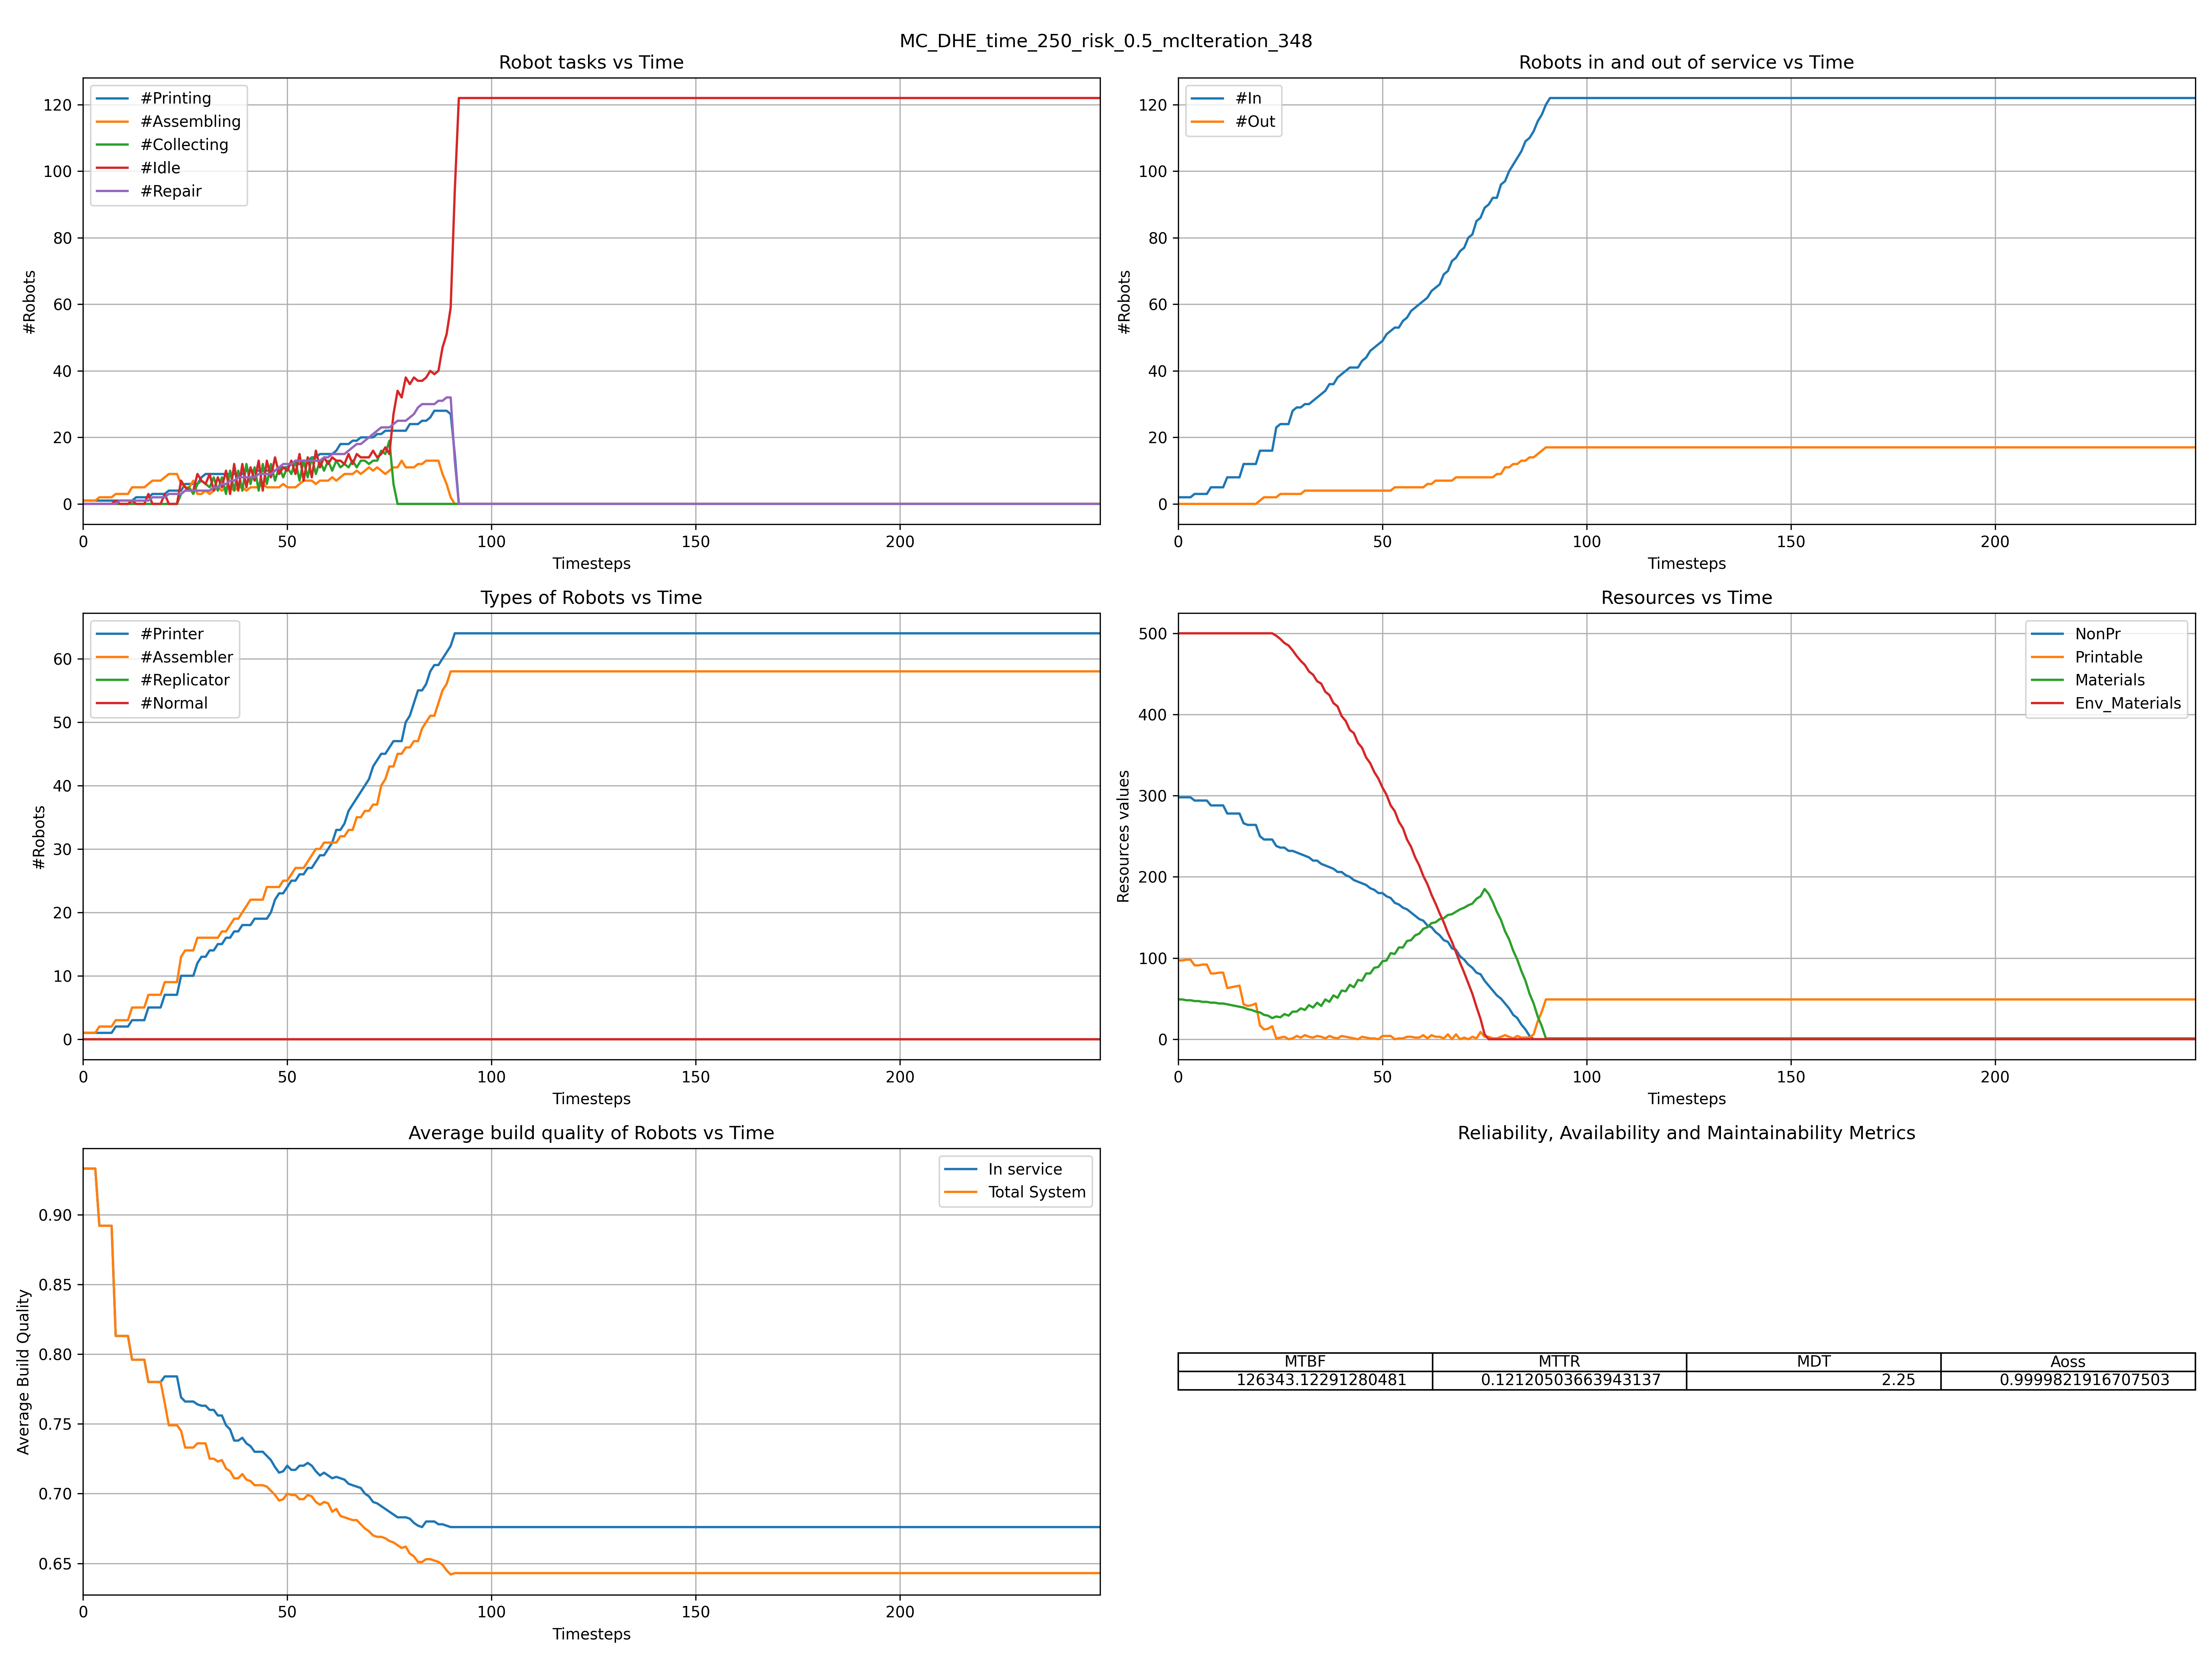 MC_DHE_time_250_risk_0.5_mcIteration_348
Robot tasks vs Time
#Robots
120
100
80
60
40
20
0
#Printing
#Assembling
#Collecting
#Idle
#Repair
0 50 100 150 200
Timesteps
Robots in and out of service vs Time
#Robots
120
100
80
60
40
20
0
#In
#Out
0 50 100 150 200
Timesteps
Types of Robots vs Time
#Robots
60
50
40
30
20
10
0
#Printer
#Assembler
#Replicator
#Normal
0 50 100 150 200
Timesteps
Resources vs Time
Resources values
500
400
300
200
100
0
NonPr
Printable
Materials
Env_Materials
0 50 100 150 200
Timesteps
Average build quality of Robots vs Time
Average Build Quality
0.90
0.85
0.80
0.75
0.70
0.65
In service
Total System
0 50 100 150 200
Timesteps
Reliability, Availability and Maintainability Metrics
MTBF MTTR MDT Aoss
126343.12291280481 0.12120503663943137 2.25 0.9999821916707503